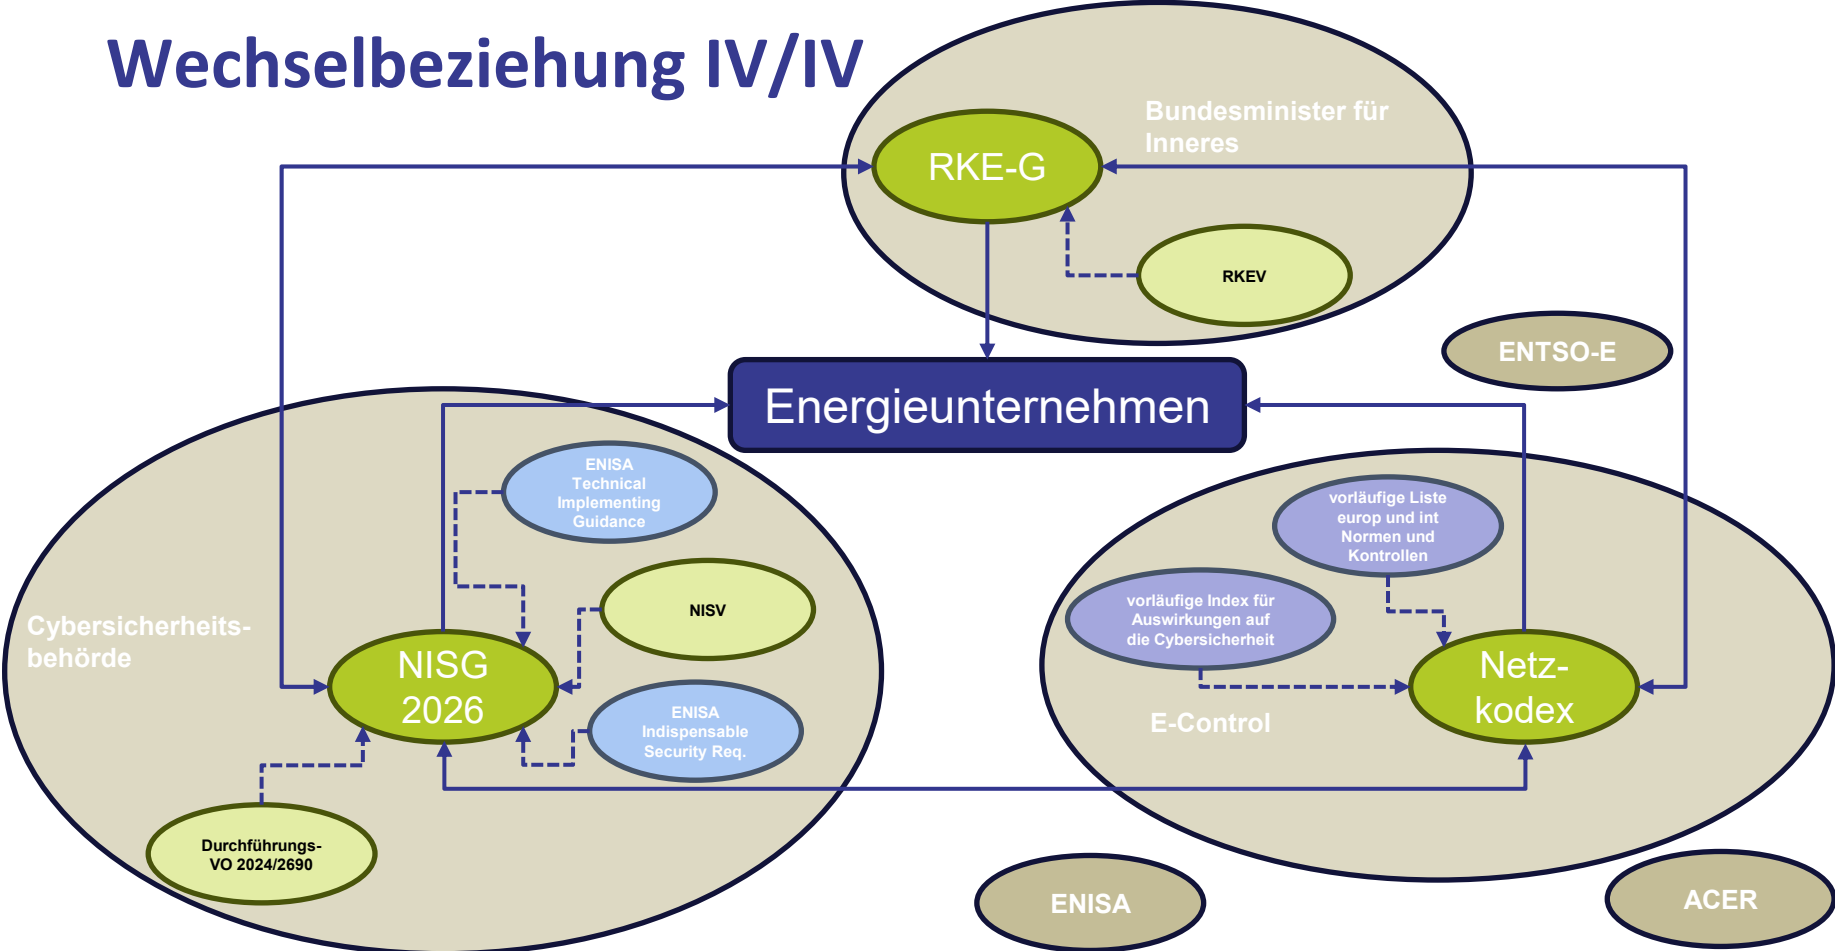 Wechselbeziehung IV/IV
Bundesminister für
Inneres
RKE-G
RKEV
ENTSO-E
Energieunternehmen
ENISA
Technical
Implementing
Guidance
NISV
Cybersicherheits-
behörde
NISG
2026
ENISA
Indispensable
Security Req.
Durchführungs-
VO 2024/2690
vorläufige Liste
europ und int
Normen und
Kontrollen
vorläufige Index für
Auswirkungen auf
die Cybersicherheit
Netz-
kodex
E-Control
ENISA
ACER